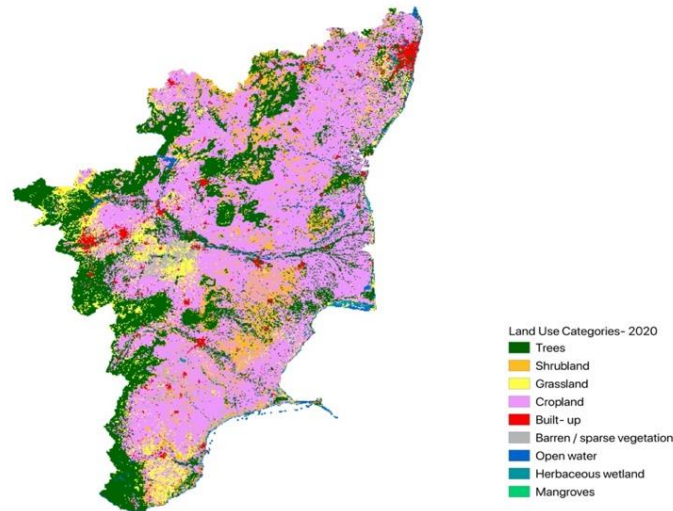 Land Use Categories- 2020
Trees
Shrubland
Grassland
Cropland
Built- up
Barren / sparse vegetation
Open water
Herbaceous wetland
Mangroves